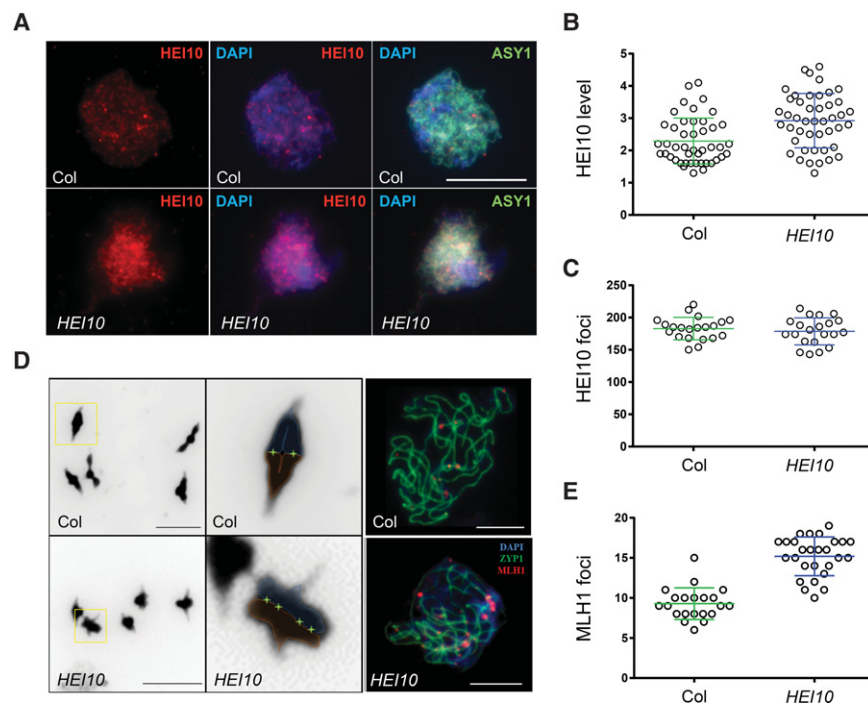 A
HEI10
DAPI HEI10
DAPI ASY1
Col
Col
Col
HEI10
DAPI HEI10
DAPI ASY1
HEI10
HEI10
HEI10
B
HEI10 level
5
4
3
2
1
0
Col HEI10
C
HEI10 foci
250
200
150
100
50
0
Col HEI10
D
Col
Col
Col
HEI10
HEI10
DAPI
ZYP1
MLH1
HEI10
E
MLH1 foci
20
15
10
5
0
Col HEI10